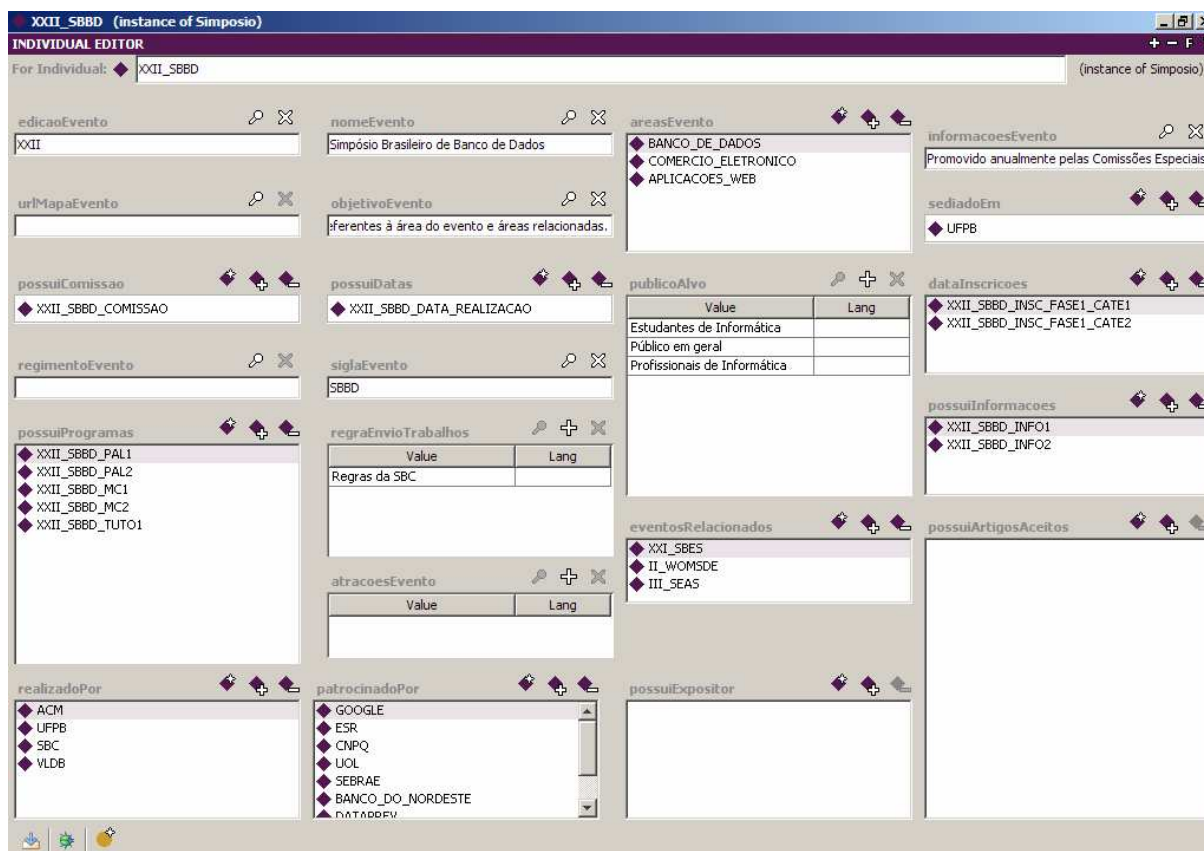 XXII_SBBD (instance of Simposio)
INDIVIDUAL EDITOR
+ − F
For Individual: XXII_SBBD (instance of Simposio)
edicaoEvento
XXII
nomeEvento
Simpósio Brasileiro de Banco de Dados
areasEvento
BANCO_DE_DADOS
COMERCIO_ELETRONICO
APLICACOES_WEB
informacoesEvento
Promovido anualmente pelas Comissões Especiais
urlMapaEvento
objetivoEvento
eferentes à área do evento e áreas relacionadas.
sediadoEm
UFPB
possuiComissao
XXII_SBBD_COMISSAO
possuiDatas
XXII_SBBD_DATA_REALIZACAO
publicoAlvo
Value Lang
Estudantes de Informática
Público em geral
Profissionais de Informática
dataInscricoes
XXII_SBBD_INSC_FASE1_CATE1
XXII_SBBD_INSC_FASE1_CATE2
regimentoEvento
siglaEvento
SBBD
possuiInformacoes
XXII_SBBD_INFO1
XXII_SBBD_INFO2
possuiProgramas
XXII_SBBD_PAL1
XXII_SBBD_PAL2
XXII_SBBD_MC1
XXII_SBBD_MC2
XXII_SBBD_TUTO1
regraEnvioTrabalhos
Value Lang
Regras da SBC
atracoesEvento
Value Lang
eventosRelacionados
XXI_SBES
II_WOMSDE
III_SEAS
possuiArtigosAceitos
realizadoPor
ACM
UFPB
SBC
VLDB
patrocinadoPor
GOOGLE
ESR
CNPQ
UOL
SEBRAE
BANCO_DO_NORDESTE
DATAPREV
possuiExpositor